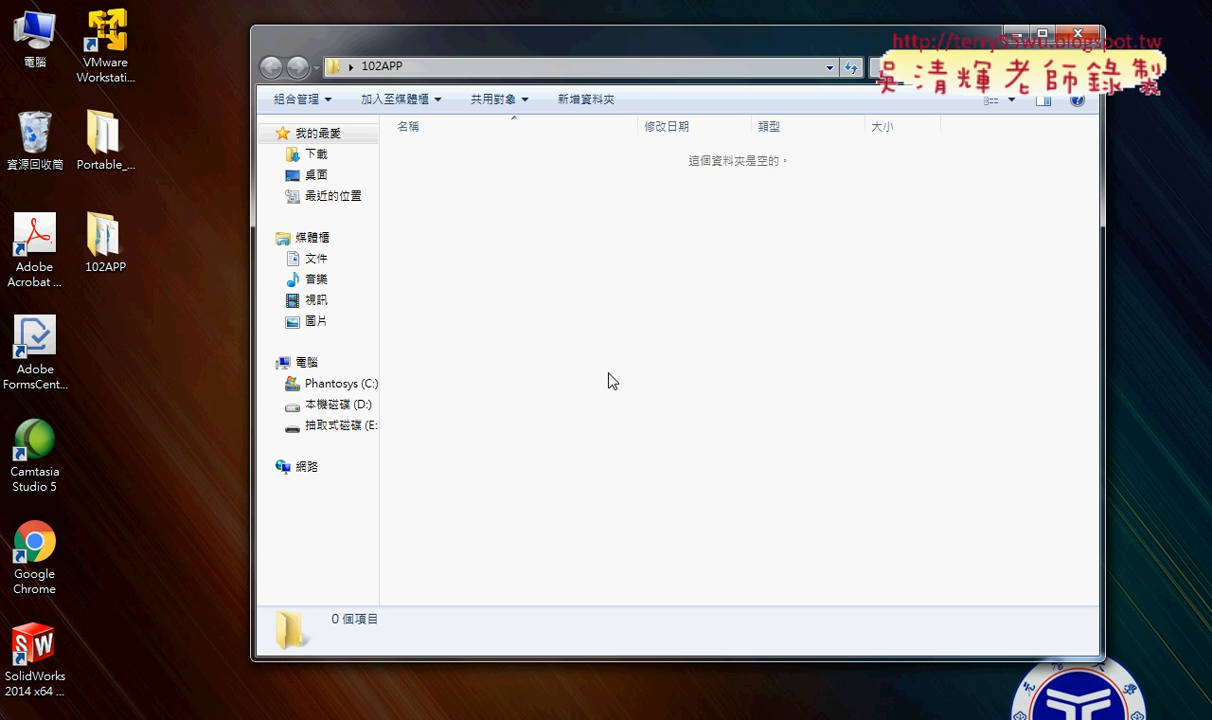 電腦
VMware
Workstati...
資源回收筒
Portable_...
Adobe
Acrobat ...
102APP
Adobe
FormsCent...
Camtasia
Studio 5
Google
Chrome
SolidWorks
2014 x64 ...
http://terry55wu.blogspot.tw
吳清輝老師錄製
102APP
組合管理
加入至媒體櫃
共用對象
新增資料夾
名稱
修改日期
類型
大小
這個資料夾是空的。
我的最愛
下載
桌面
最近的位置
媒體櫃
文件
音樂
視訊
圖片
電腦
Phantosys (C:)
本機磁碟 (D:)
抽取式磁碟 (E:
網路
0 個項目